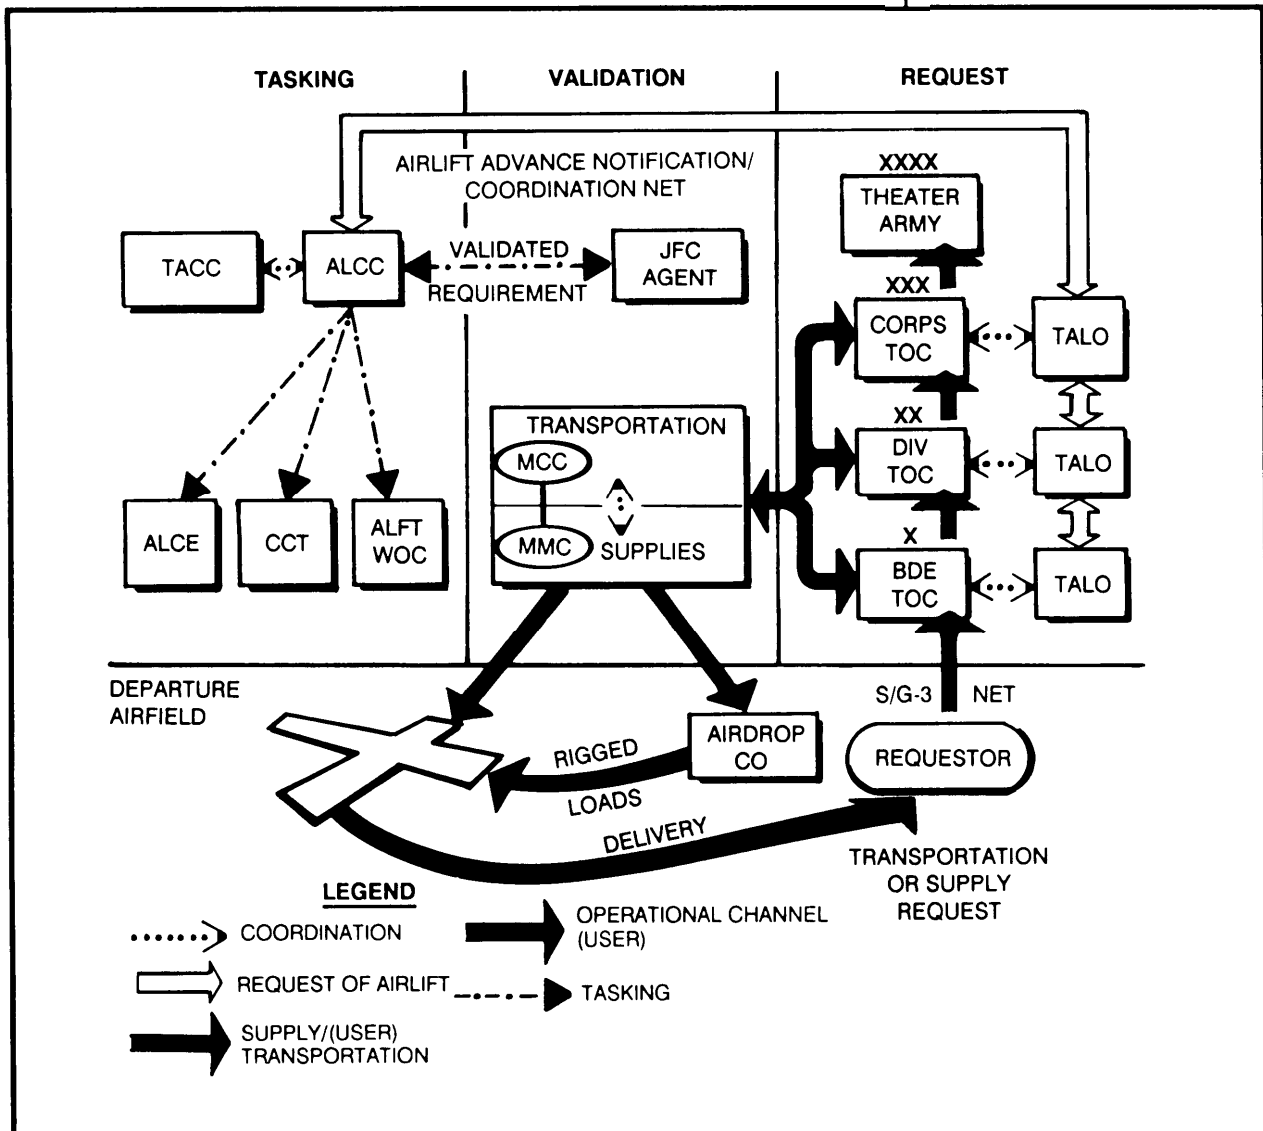 TASKING
VALIDATION
REQUEST
AIRLIFT ADVANCE NOTIFICATION/
COORDINATION NET
XXXX
THEATER
ARMY
TACC
ALCC
VALIDATED
REQUIREMENT
JFC
AGENT
XXX
CORPS
TOC
TALO
TRANSPORTATION
MCC
MMC
SUPPLIES
XX
DIV
TOC
TALO
ALCE
CCT
ALFT
WOC
X
BDE
TOC
TALO
DEPARTURE
AIRFIELD
S/G-3 NET
AIRDROP
CO
RIGGED
LOADS
REQUESTOR
DELIVERY
TRANSPORTATION
OR SUPPLY
REQUEST
LEGEND
COORDINATION
OPERATIONAL CHANNEL
(USER)
REQUEST OF AIRLIFT
TASKING
SUPPLY/(USER)
TRANSPORTATION